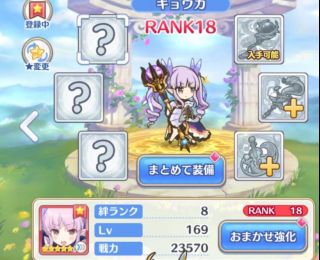 キョウカ
RANK18
登録中
★変更
?
?
?
入手可能
まとめて装備
絆ランク 8
Lv 169
戦力 23570
RANK 18
おまかせ強化